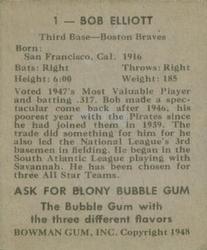 1 — BOB ELLIOTT
Third Base—Boston Braves
Born:
San Francisco, Cal. 1916
Bats: Right Throws: Right
Height: 6:00 Weight: 185
Voted 1947's Most Valuable Player
and batting .317. Bob made a spec-
tacular come back after 1946, his
poorest year with the Pirates since
he had joined them in 1939. The
trade did something for him for he
also led the National League's 3rd
basemen in fielding. He began in the
South Atlantic League playing with
Savannah. He has been chosen for
three All Star Teams.
ASK FOR BLONY BUBBLE GUM
The Bubble Gum with
the three different flavors
BOWMAN GUM, INC. Copyright 1948